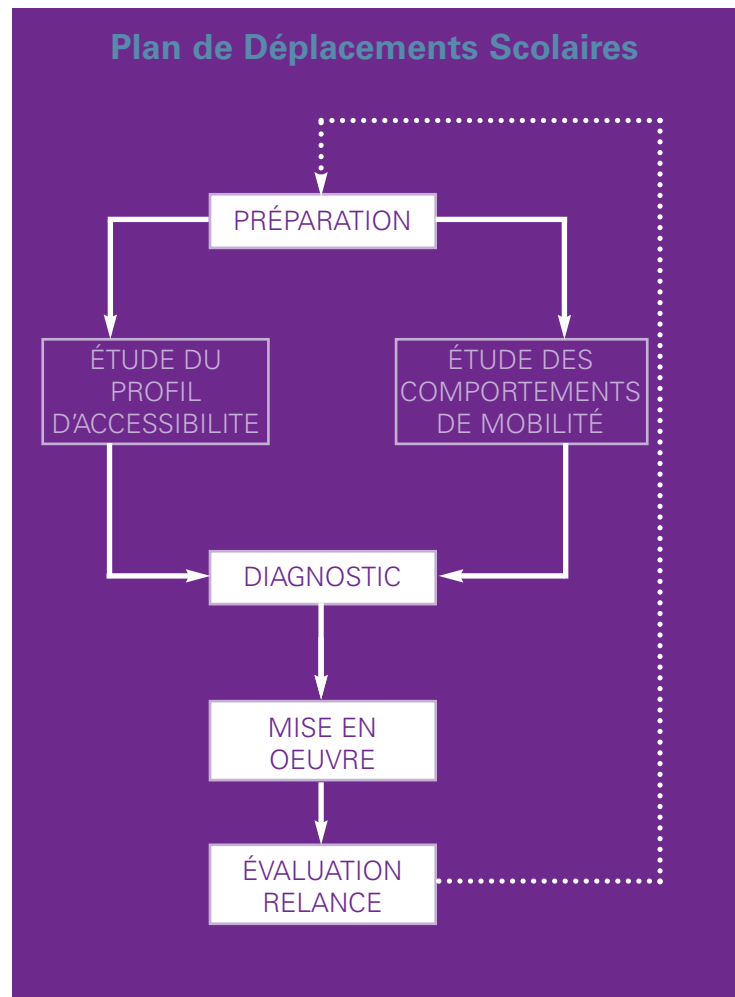 Plan de Déplacements Scolaires
PRÉPARATION
ÉTUDE DU
PROFIL
D'ACCESSIBILITE
ÉTUDE DES
COMPORTEMENTS
DE MOBILITÉ
DIAGNOSTIC
MISE EN
OEUVRE
ÉVALUATION
RELANCE